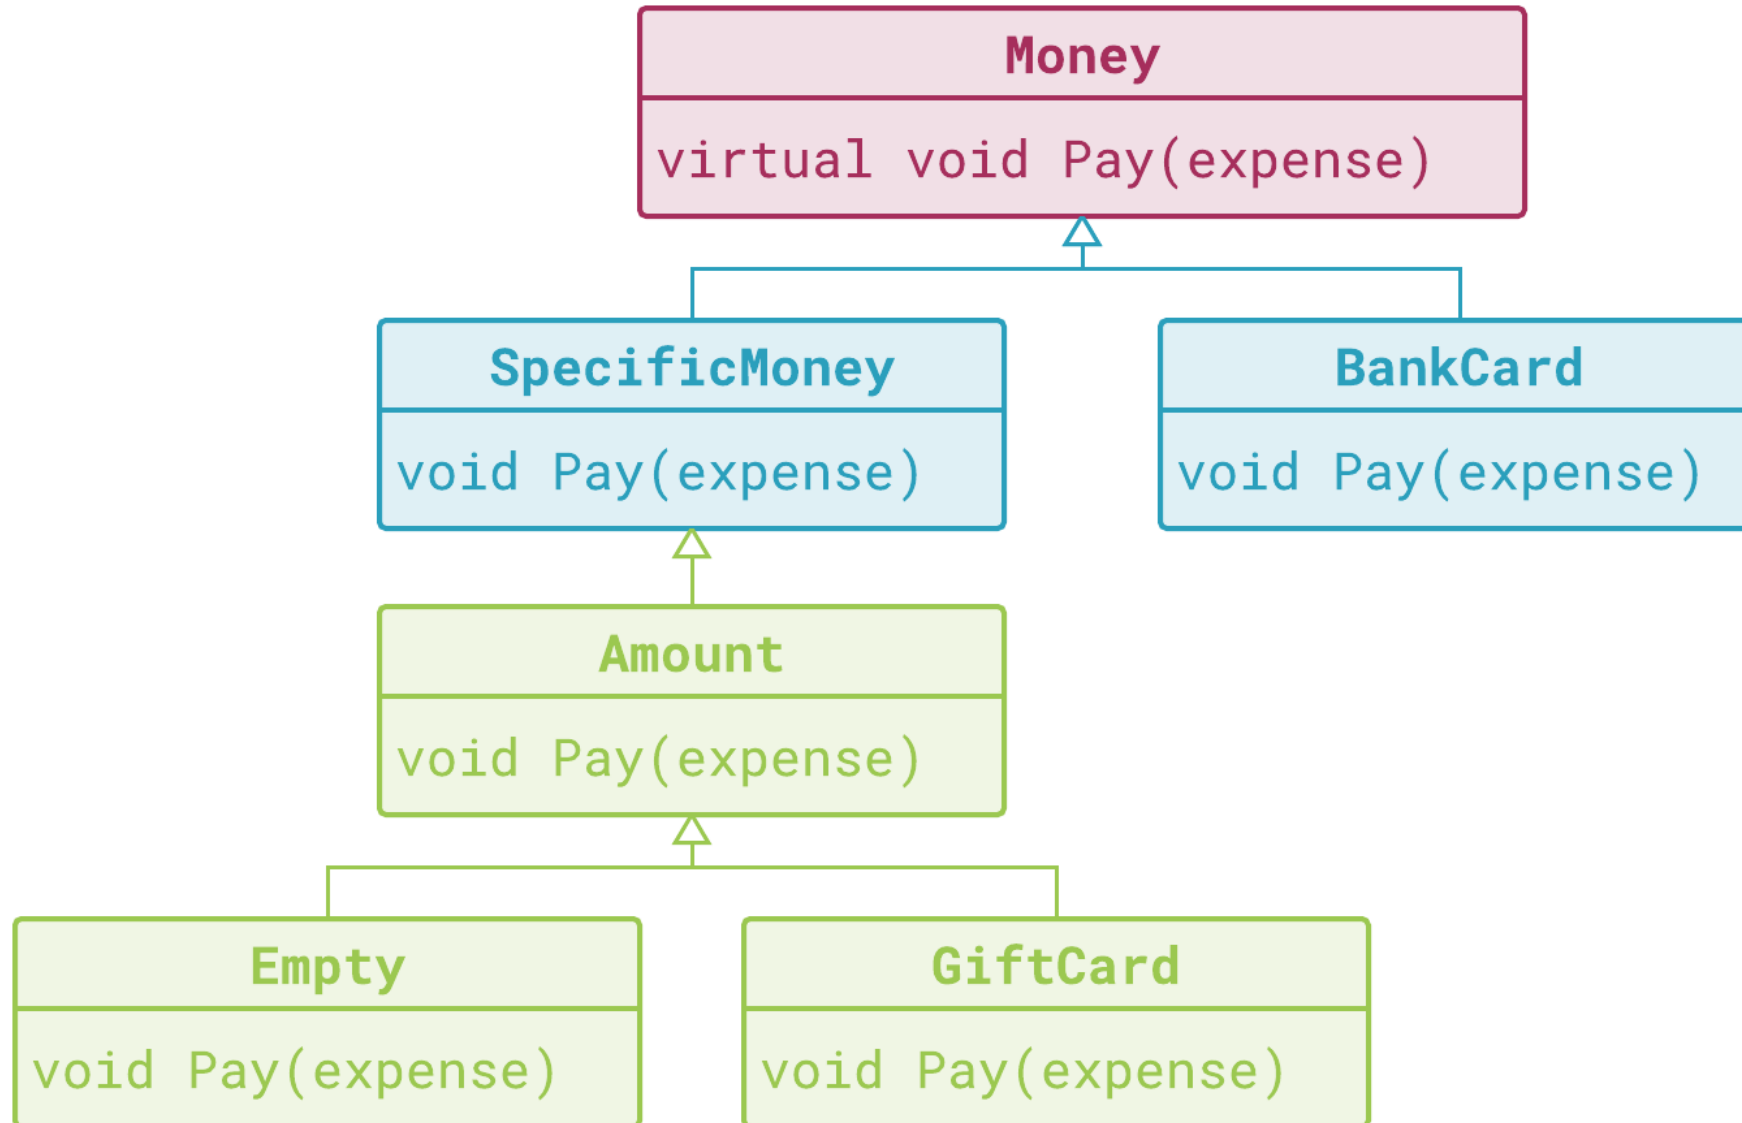 Money
virtual void Pay(expense)
SpecificMoney
void Pay(expense)
BankCard
void Pay(expense)
Amount
void Pay(expense)
Empty
void Pay(expense)
GiftCard
void Pay(expense)